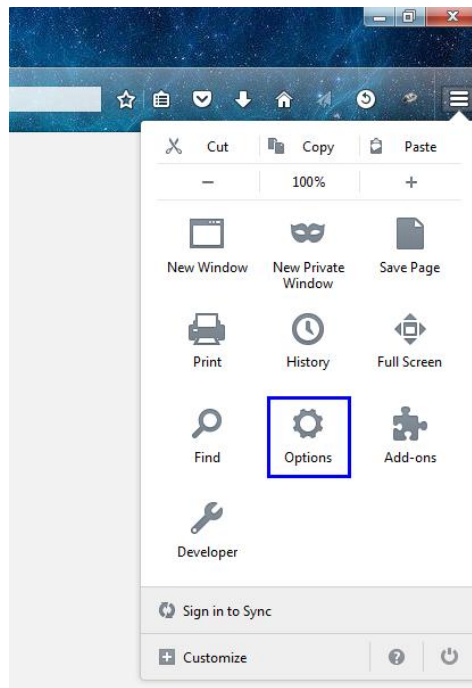 Cut Copy Paste
− 100% +
New Window New Private Window Save Page
Print History Full Screen
Find Options Add-ons
Developer
Sign in to Sync
Customize